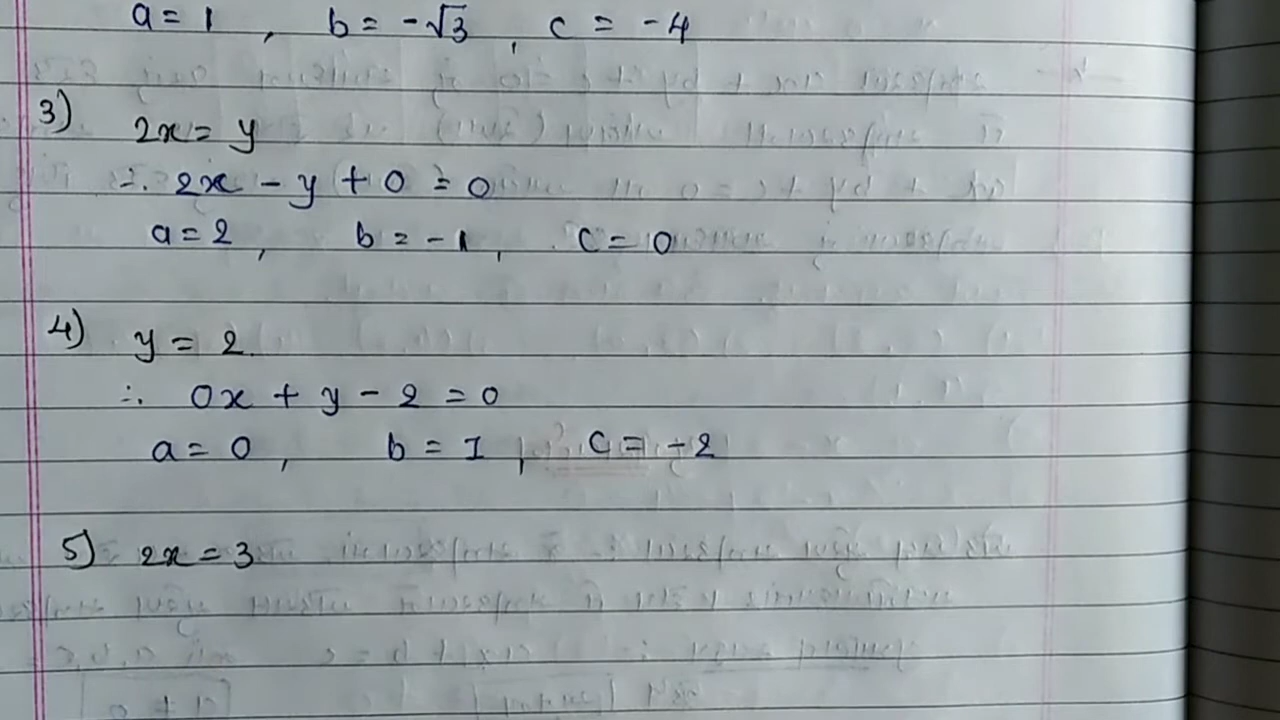 a = 1 , b = -√3 , c = -4
3) 2x = y
∴ 2x - y + 0 = 0
a = 2 , b = -1 , c = 0
4) y = 2
∴ 0x + y - 2 = 0
a = 0 , b = 1 , c = -2
5) 2x = 3